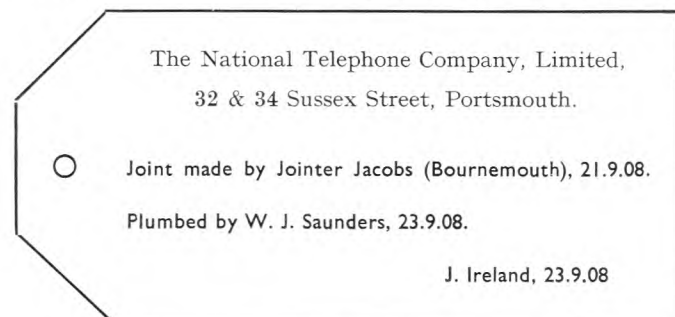 The National Telephone Company, Limited,
32 & 34 Sussex Street, Portsmouth.
Joint made by Jointer Jacobs (Bournemouth), 21.9.08.
Plumbed by W. J. Saunders, 23.9.08.
J. Ireland, 23.9.08